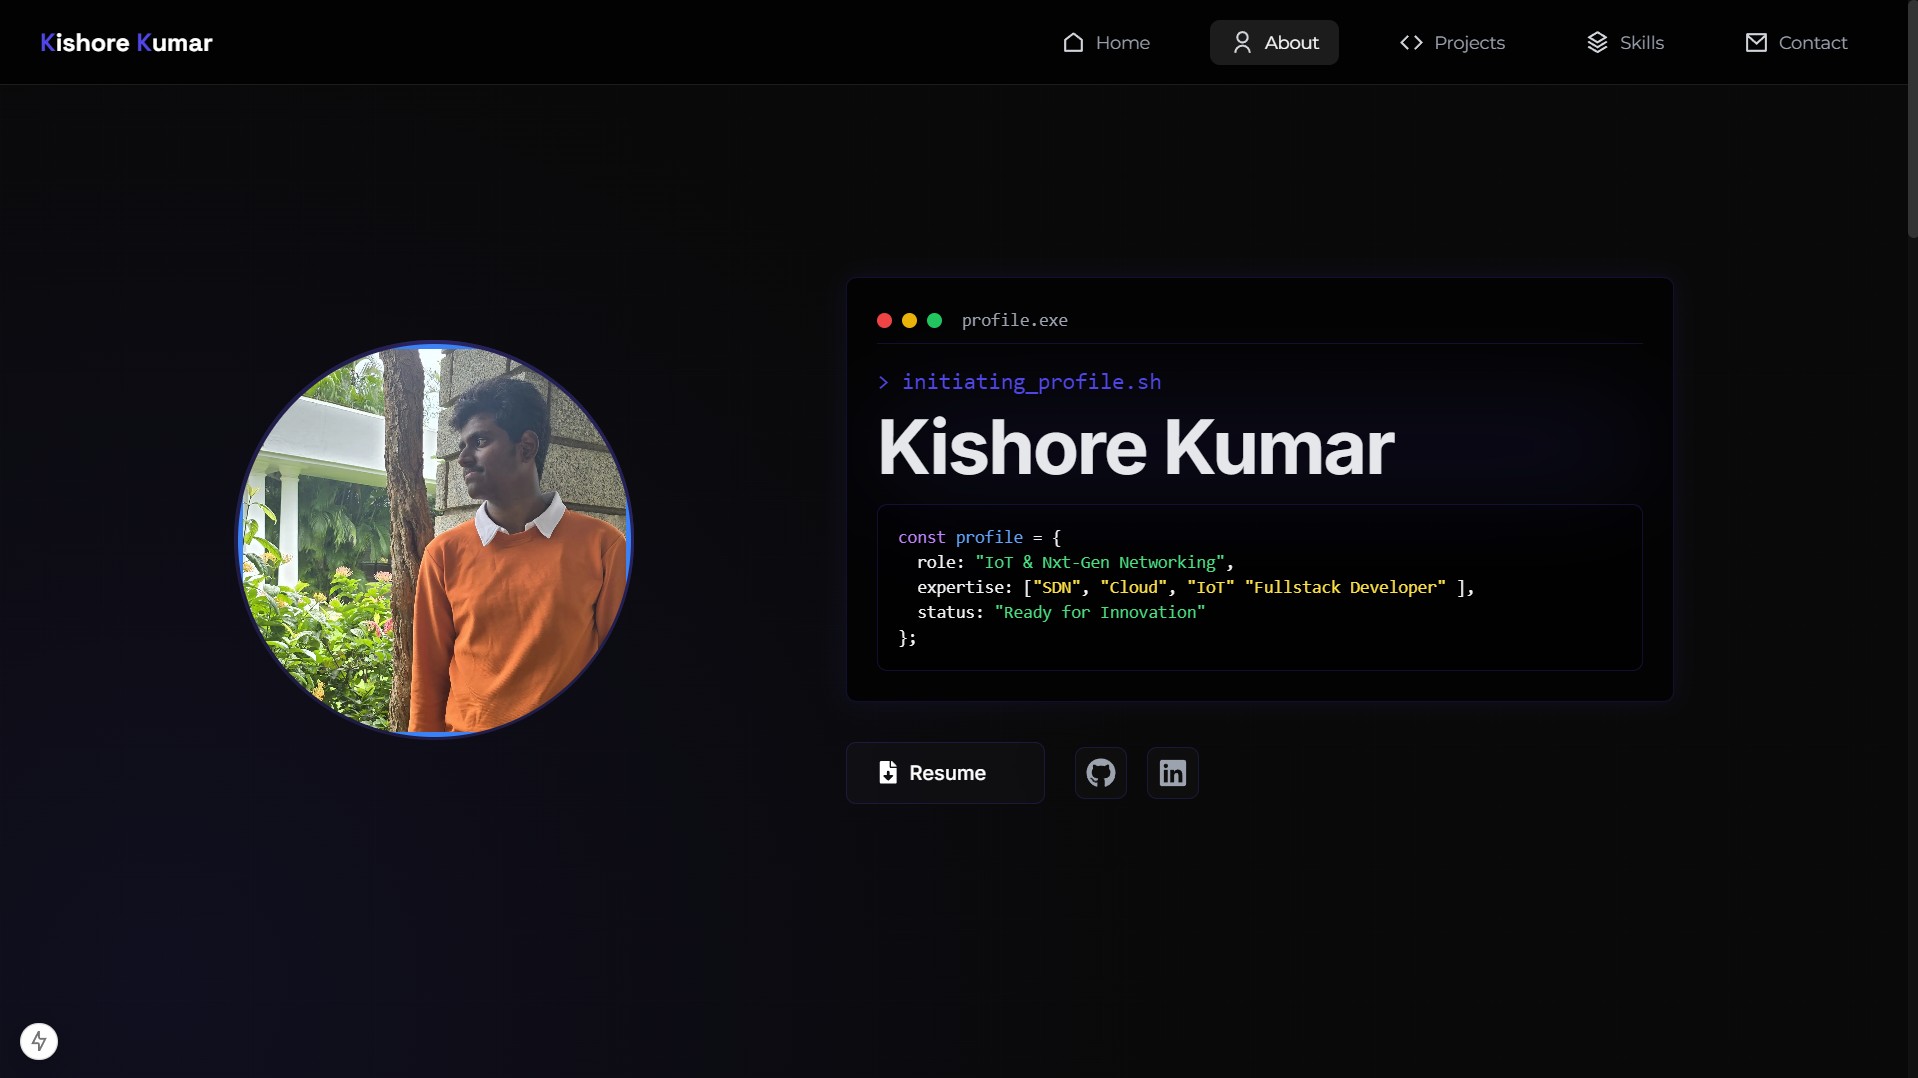 Kishore Kumar
Home
About
Projects
Skills
Contact
profile.exe
> initiating_profile.sh
Kishore Kumar
const profile = {
role: "IoT & Nxt-Gen Networking",
expertise: ["SDN", "Cloud", "IoT" "Fullstack Developer" ],
status: "Ready for Innovation"
};
Resume
in